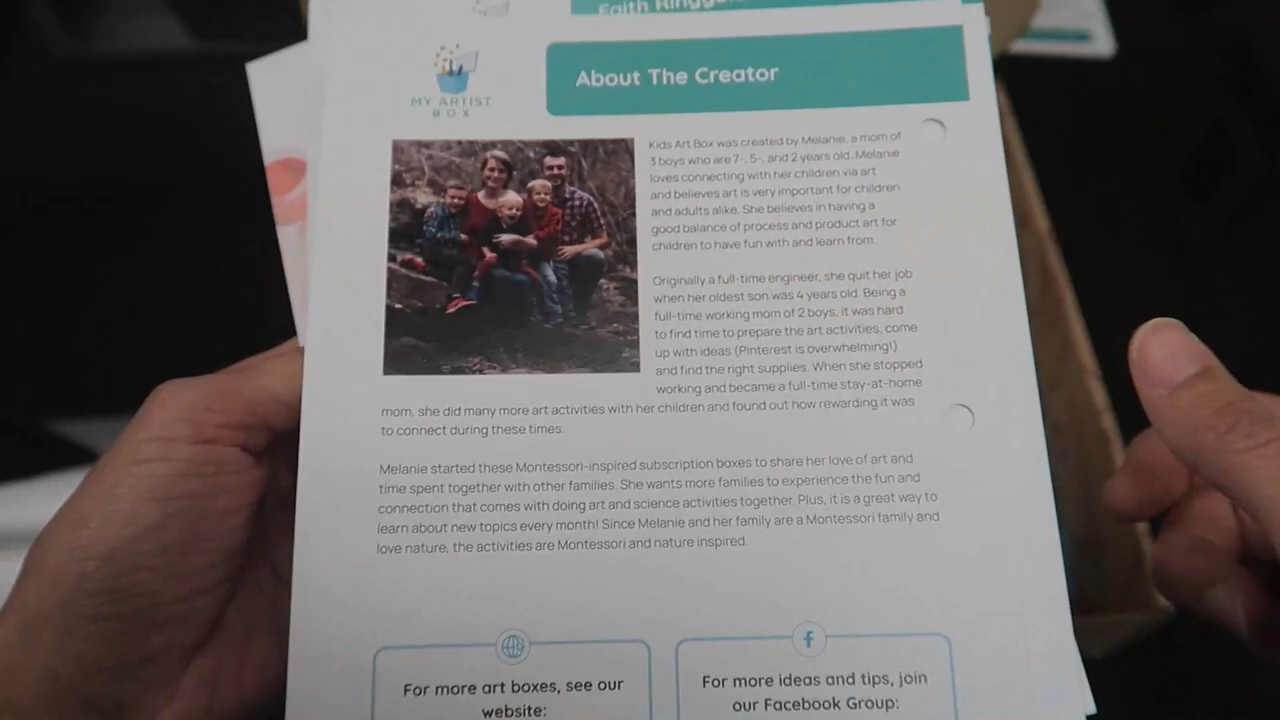 Faith Ringgold
About The Creator
MY ARTIST
BOX
Kids Art Box was created by Melanie, a mom of
3 boys who are 7-, 5-, and 2 years old. Melanie
loves connecting with her children via art
and believes art is very important for children
and adults alike. She believes in having a
good balance of process and product art for
children to have fun with and learn from.
Originally a full-time engineer, she quit her job
when her oldest son was 4 years old. Being a
full-time working mom of 2 boys, it was hard
to find time to prepare the art activities, come
up with ideas (Pinterest is overwhelming!)
and find the right supplies. When she stopped
working and became a full-time stay-at-home
mom, she did many more art activities with her children and found out how rewarding it was
to connect during these times.
Melanie started these Montessori-inspired subscription boxes to share her love of art and
time spent together with other families. She wants more families to experience the fun and
connection that comes with doing art and science activities together. Plus, it is a great way to
learn about new topics every month! Since Melanie and her family are a Montessori family and
love nature, the activities are Montessori and nature inspired.
For more art boxes, see our
website:
For more ideas and tips, join
our Facebook Group: